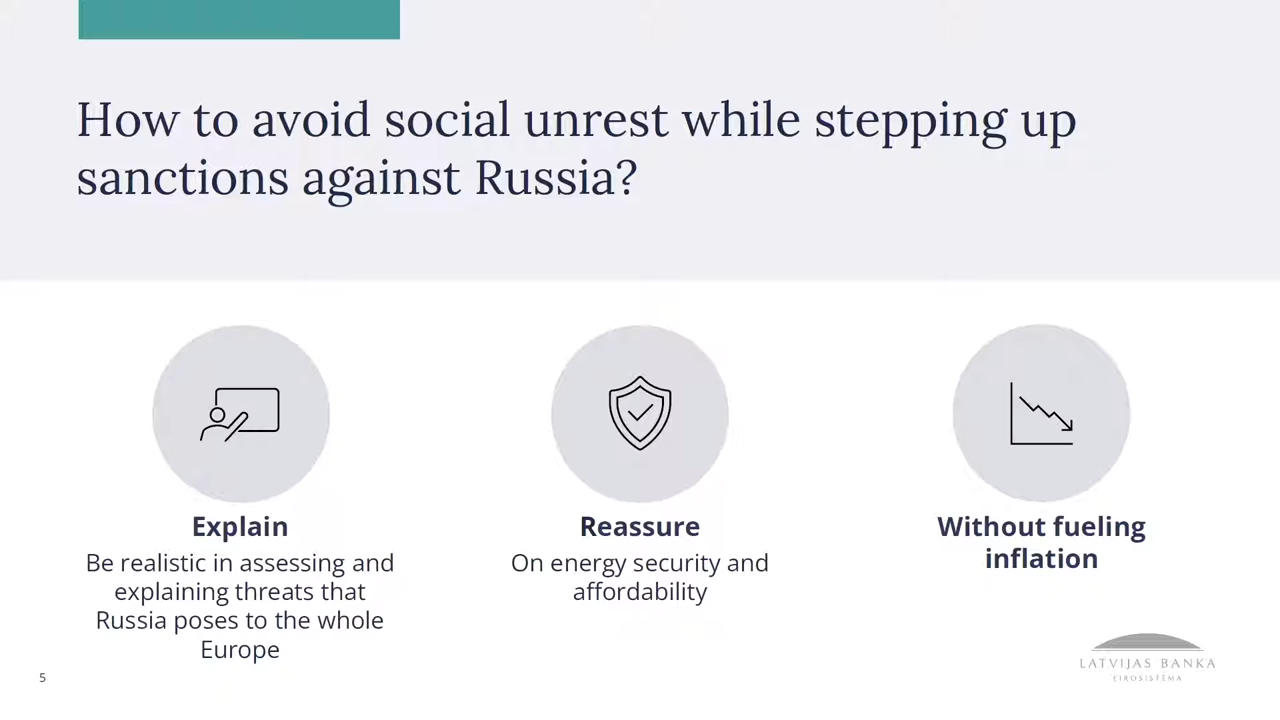 How to avoid social unrest while stepping up
sanctions against Russia?
Explain
Be realistic in assessing and
explaining threats that
Russia poses to the whole
Europe
Reassure
On energy security and
affordability
Without fueling
inflation
LATVIJAS BANKA
EIROSISTĒMA
5